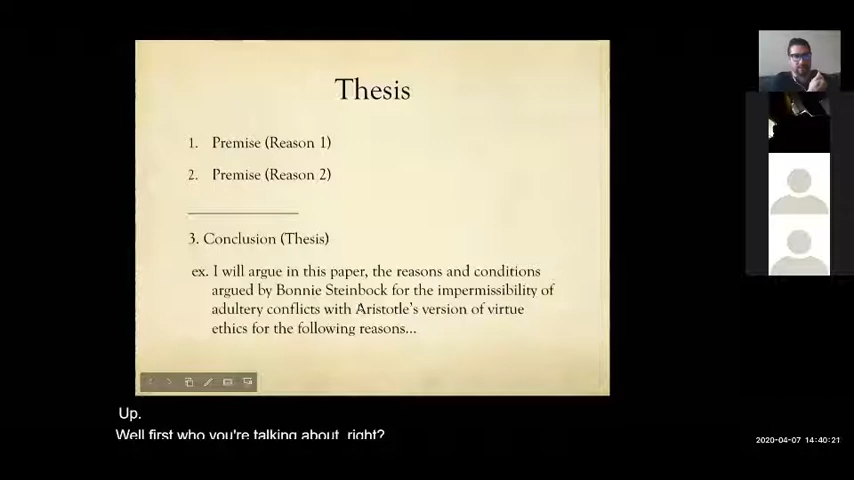 Thesis
1. Premise (Reason 1)
2. Premise (Reason 2)
3. Conclusion (Thesis)
ex. I will argue in this paper, the reasons and conditions
argued by Bonnie Steinbock for the impermissibility of
adultery conflicts with Aristotle's version of virtue
ethics for the following reasons...
Up.
Well first who you're talking about, right?
2020-04-07 14:40:21